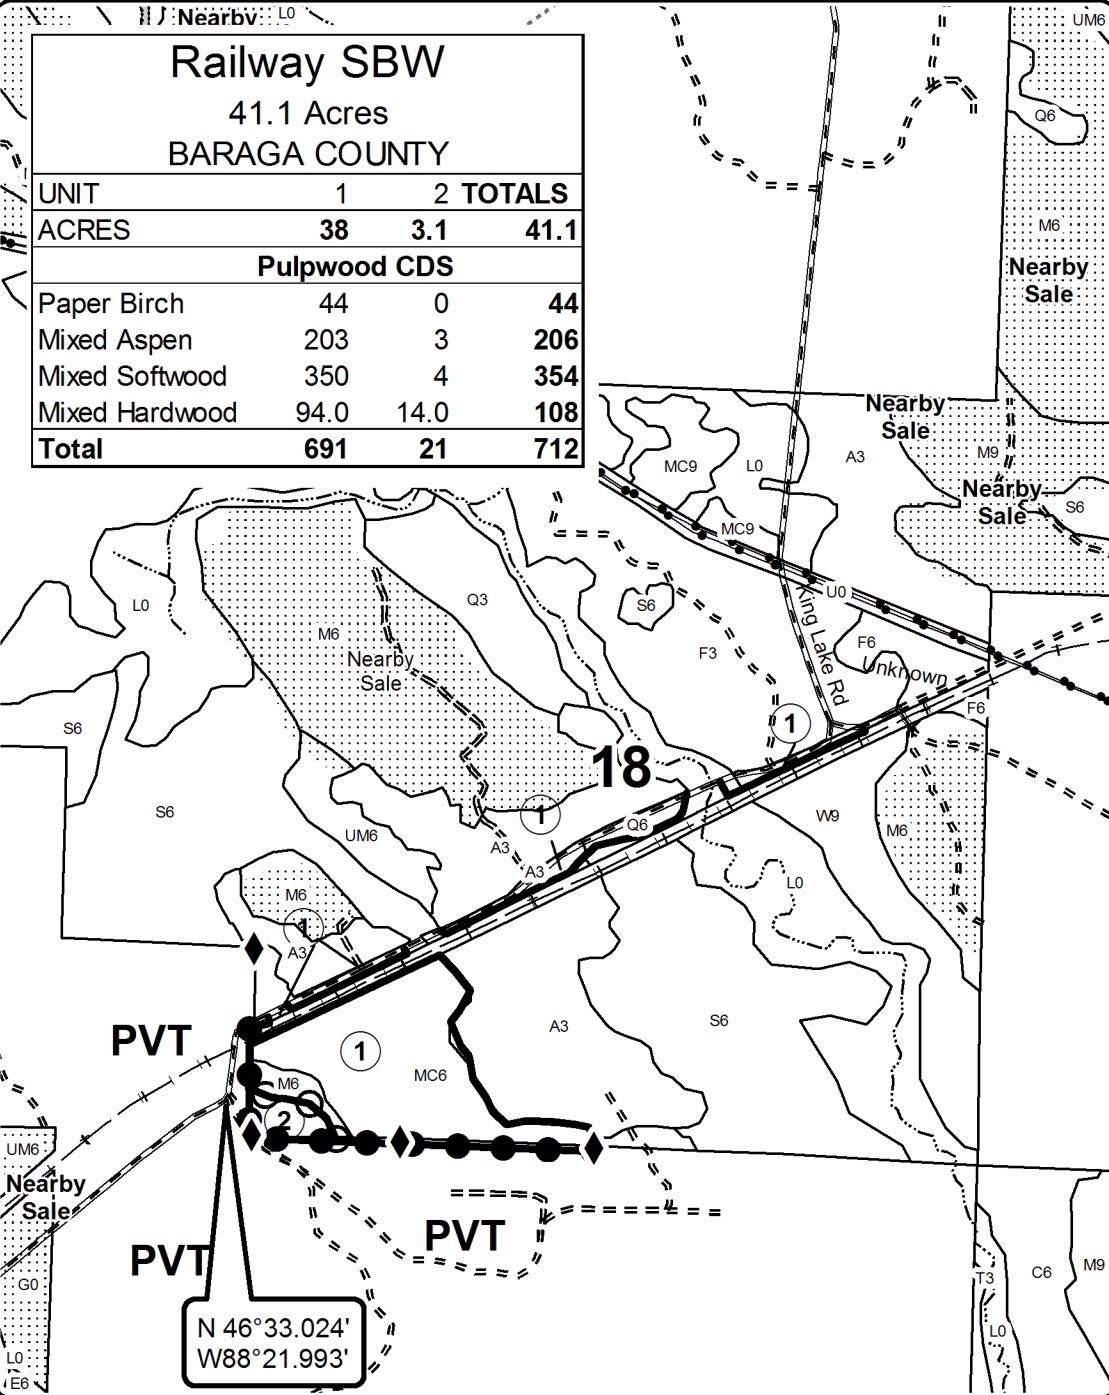 Nearby
L0
UM6
Railway SBW
41.1 Acres
BARAGA COUNTY
UNIT 1 2 TOTALS
ACRES 38 3.1 41.1
Pulpwood CDS
Paper Birch 44 0 44
Mixed Aspen 203 3 206
Mixed Softwood 350 4 354
Mixed Hardwood 94.0 14.0 108
Total 691 21 712
Q6
M6
Nearby
Sale
Nearby
Sale
MC9
L0
A3
M9
Nearby
Sale
S6
MC9
U0
King Lake Rd
L0
Q3
S6
M6
Nearby
Sale
F3
F6
Unknown
F6
S6
1
18
S6
UM6
1
Q6
W9
M6
A3
A3
L0
M6
1
A3
PVT
A3
S6
1
MC6
M6
2
UM6
Nearby
Sale
PVT
PVT
G0
T3
C6
M9
N 46°33.024'
W88°21.993'
L0
L0
E6